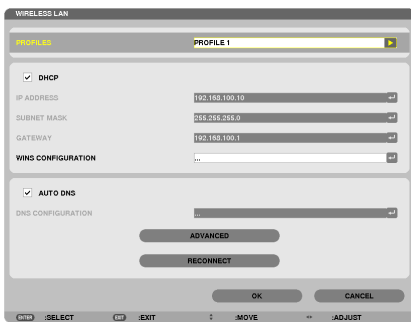 WIRELESS LAN
PROFILES PROFILE 1
DHCP
IP ADDRESS 192.168.100.10
SUBNET MASK 255.255.255.0
GATEWAY 192.168.100.1
WINS CONFIGURATION ...
AUTO DNS
DNS CONFIGURATION ...
ADVANCED
RECONNECT
OK CANCEL
ENTER :SELECT EXIT :EXIT :MOVE :ADJUST